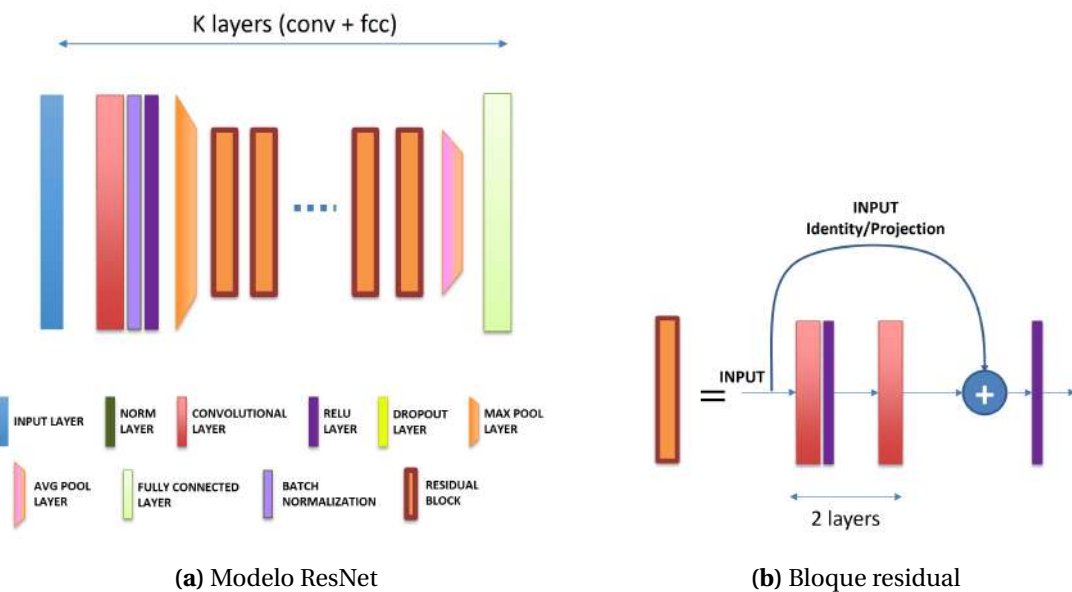 K layers (conv + fcc)
INPUT LAYER
NORM
LAYER
CONVOLUTIONAL
LAYER
RELU
LAYER
DROPOUT
LAYER
MAX POOL
LAYER
AVG POOL
LAYER
FULLY CONNECTED
LAYER
BATCH
NORMALIZATION
RESIDUAL
BLOCK
(a) Modelo ResNet
INPUT
Identity/Projection
=
INPUT
+
2 layers
(b) Bloque residual